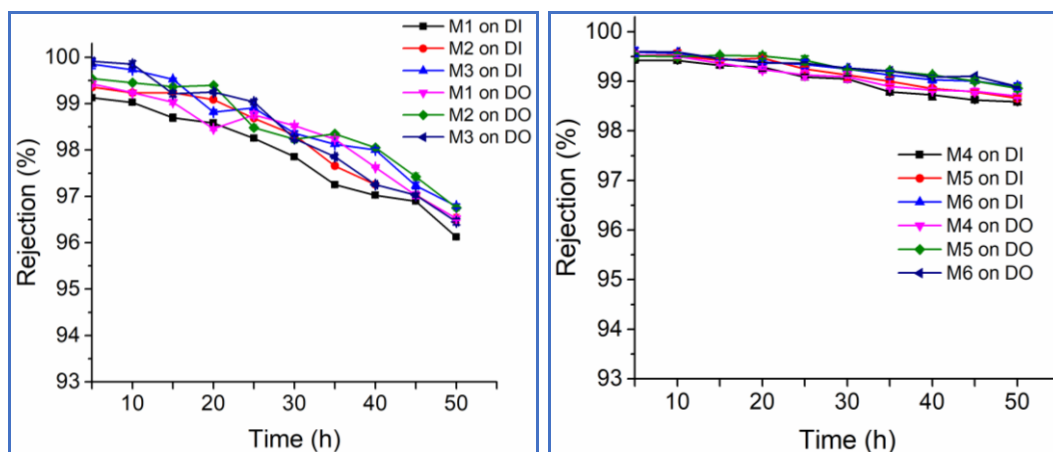 M1 on DI
M2 on DI
M3 on DI
M1 on DO
M2 on DO
M3 on DO
100
99
98
97
96
95
94
93
Rejection (%)
10
20
30
40
50
Time (h)
100
99
98
97
96
95
94
93
Rejection (%)
M4 on DI
M5 on DI
M6 on DI
M4 on DO
M5 on DO
M6 on DO
10
20
30
40
50
Time (h)